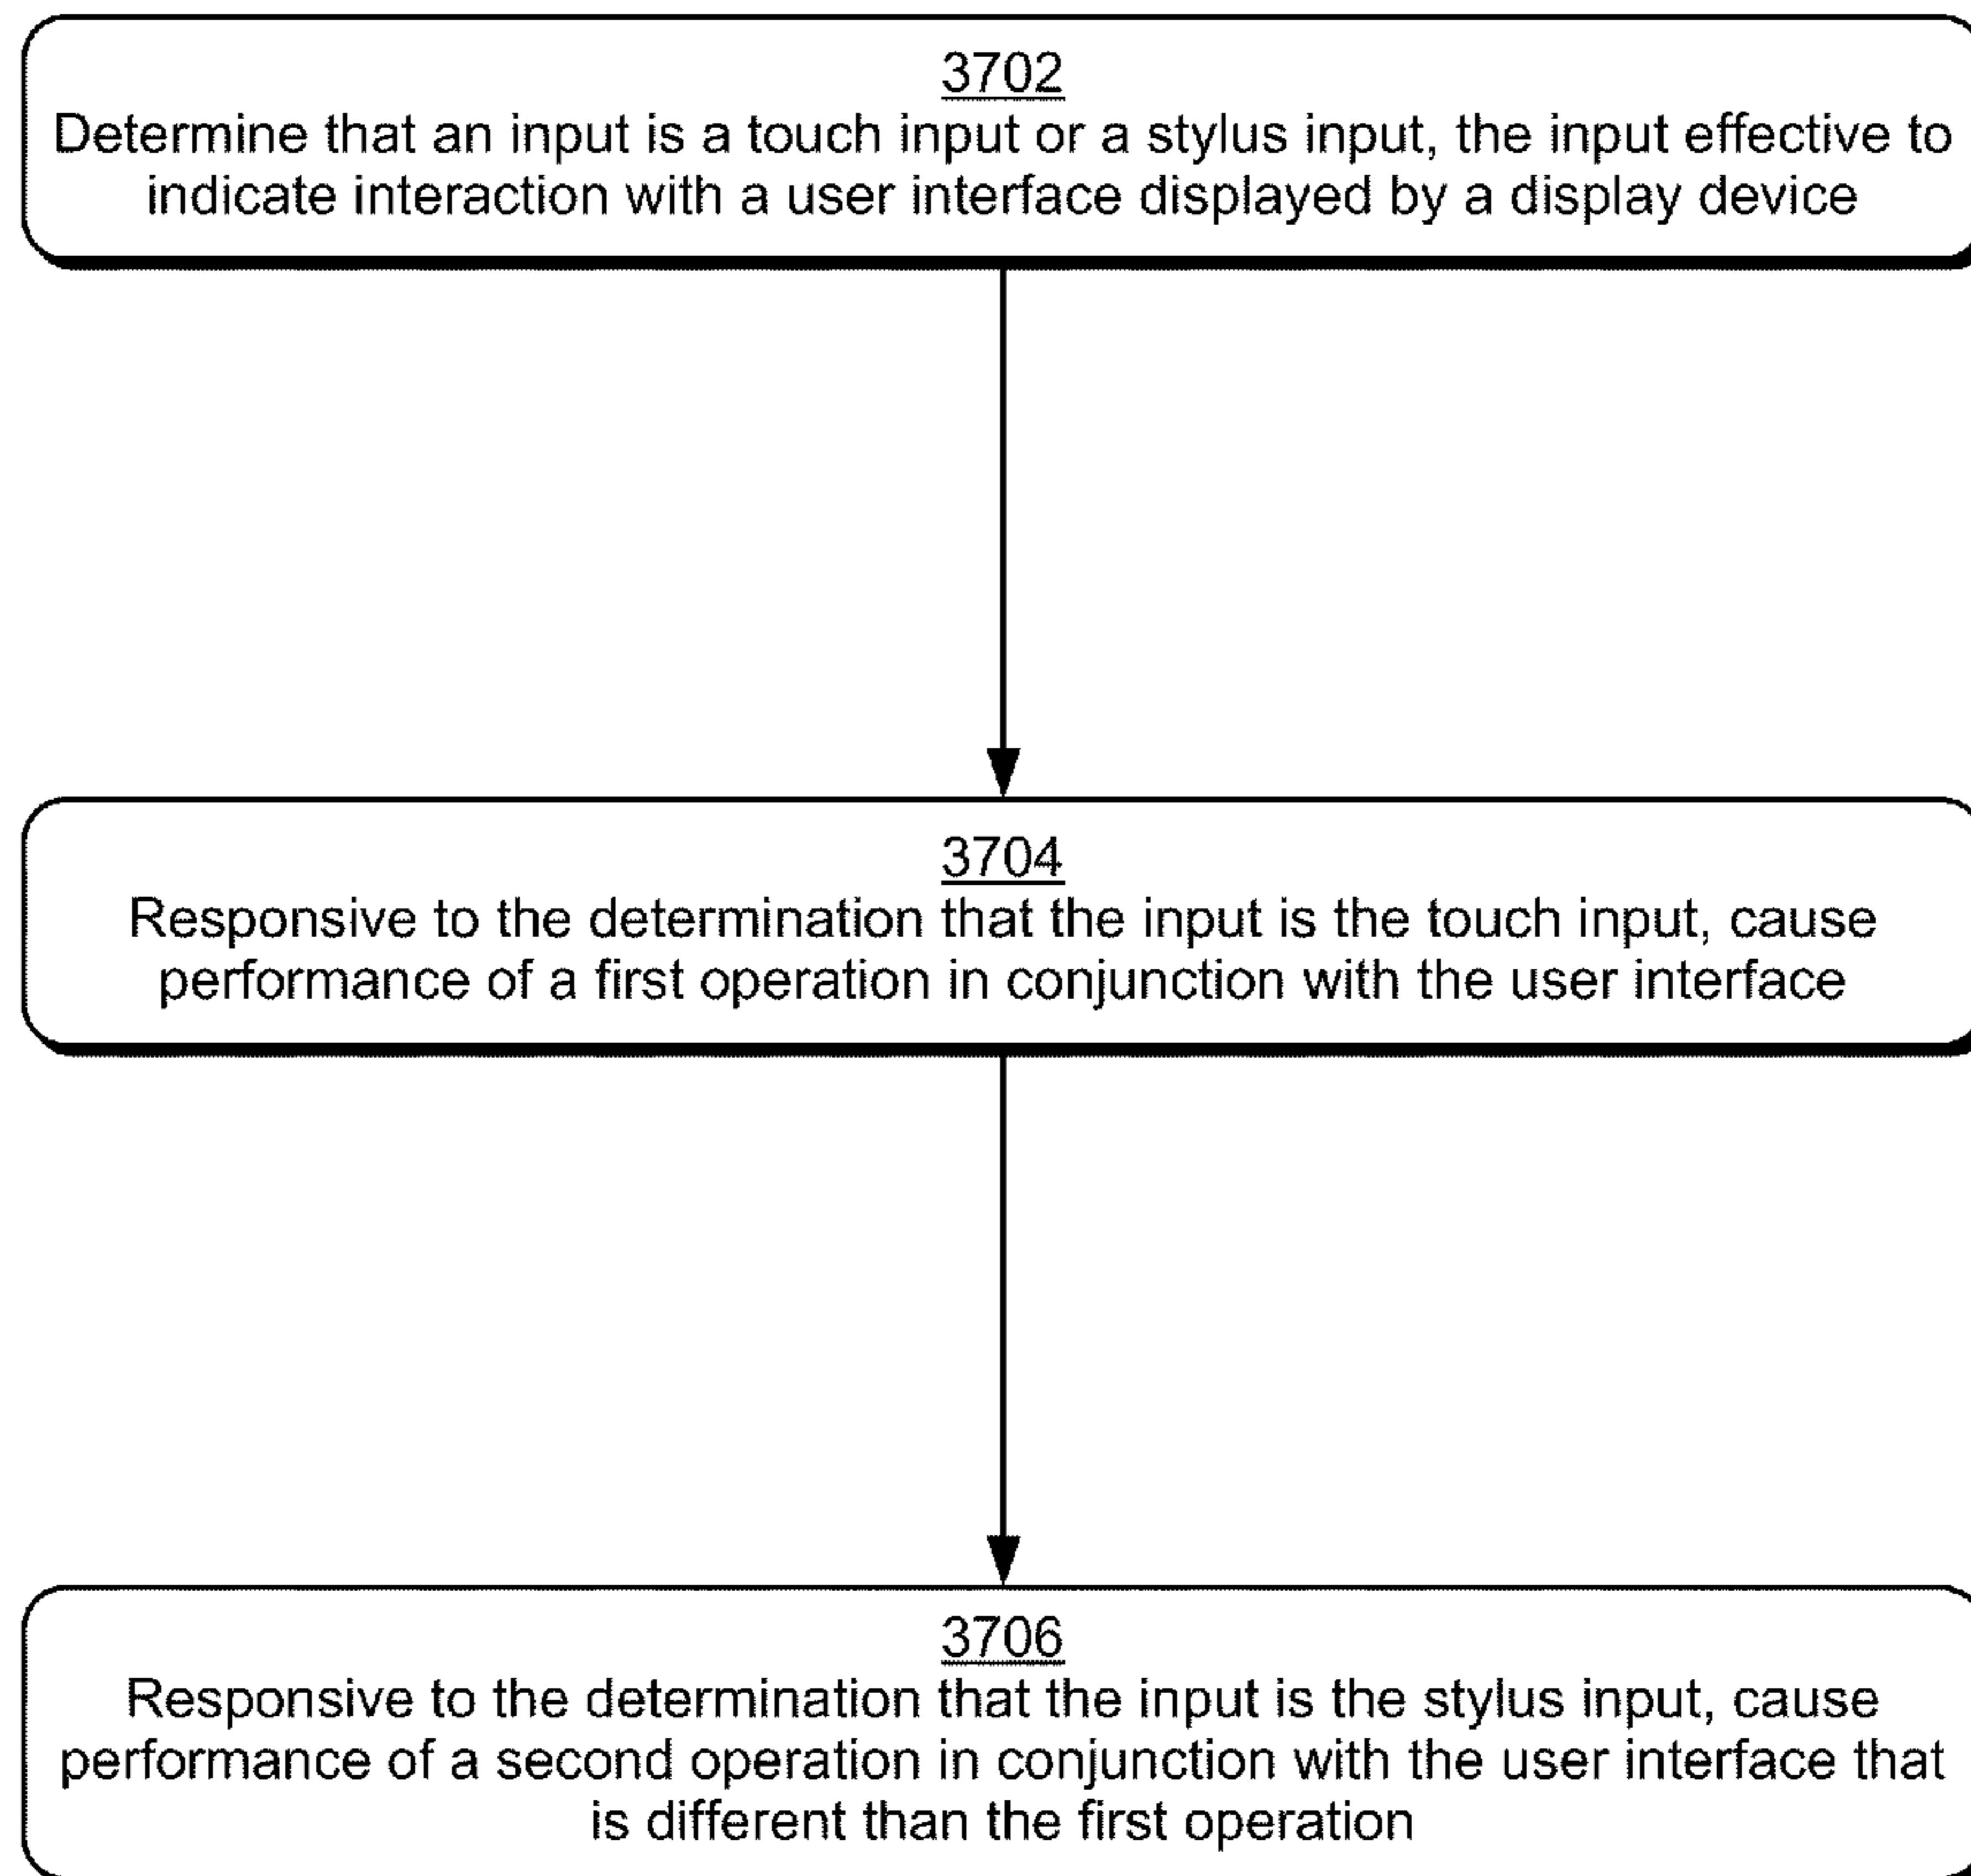 3702
Determine that an input is a touch input or a stylus input, the input effective to
indicate interaction with a user interface displayed by a display device
3704
Responsive to the determination that the input is the touch input, cause
performance of a first operation in conjunction with the user interface
3706
Responsive to the determination that the input is the stylus input, cause
performance of a second operation in conjunction with the user interface that
is different than the first operation